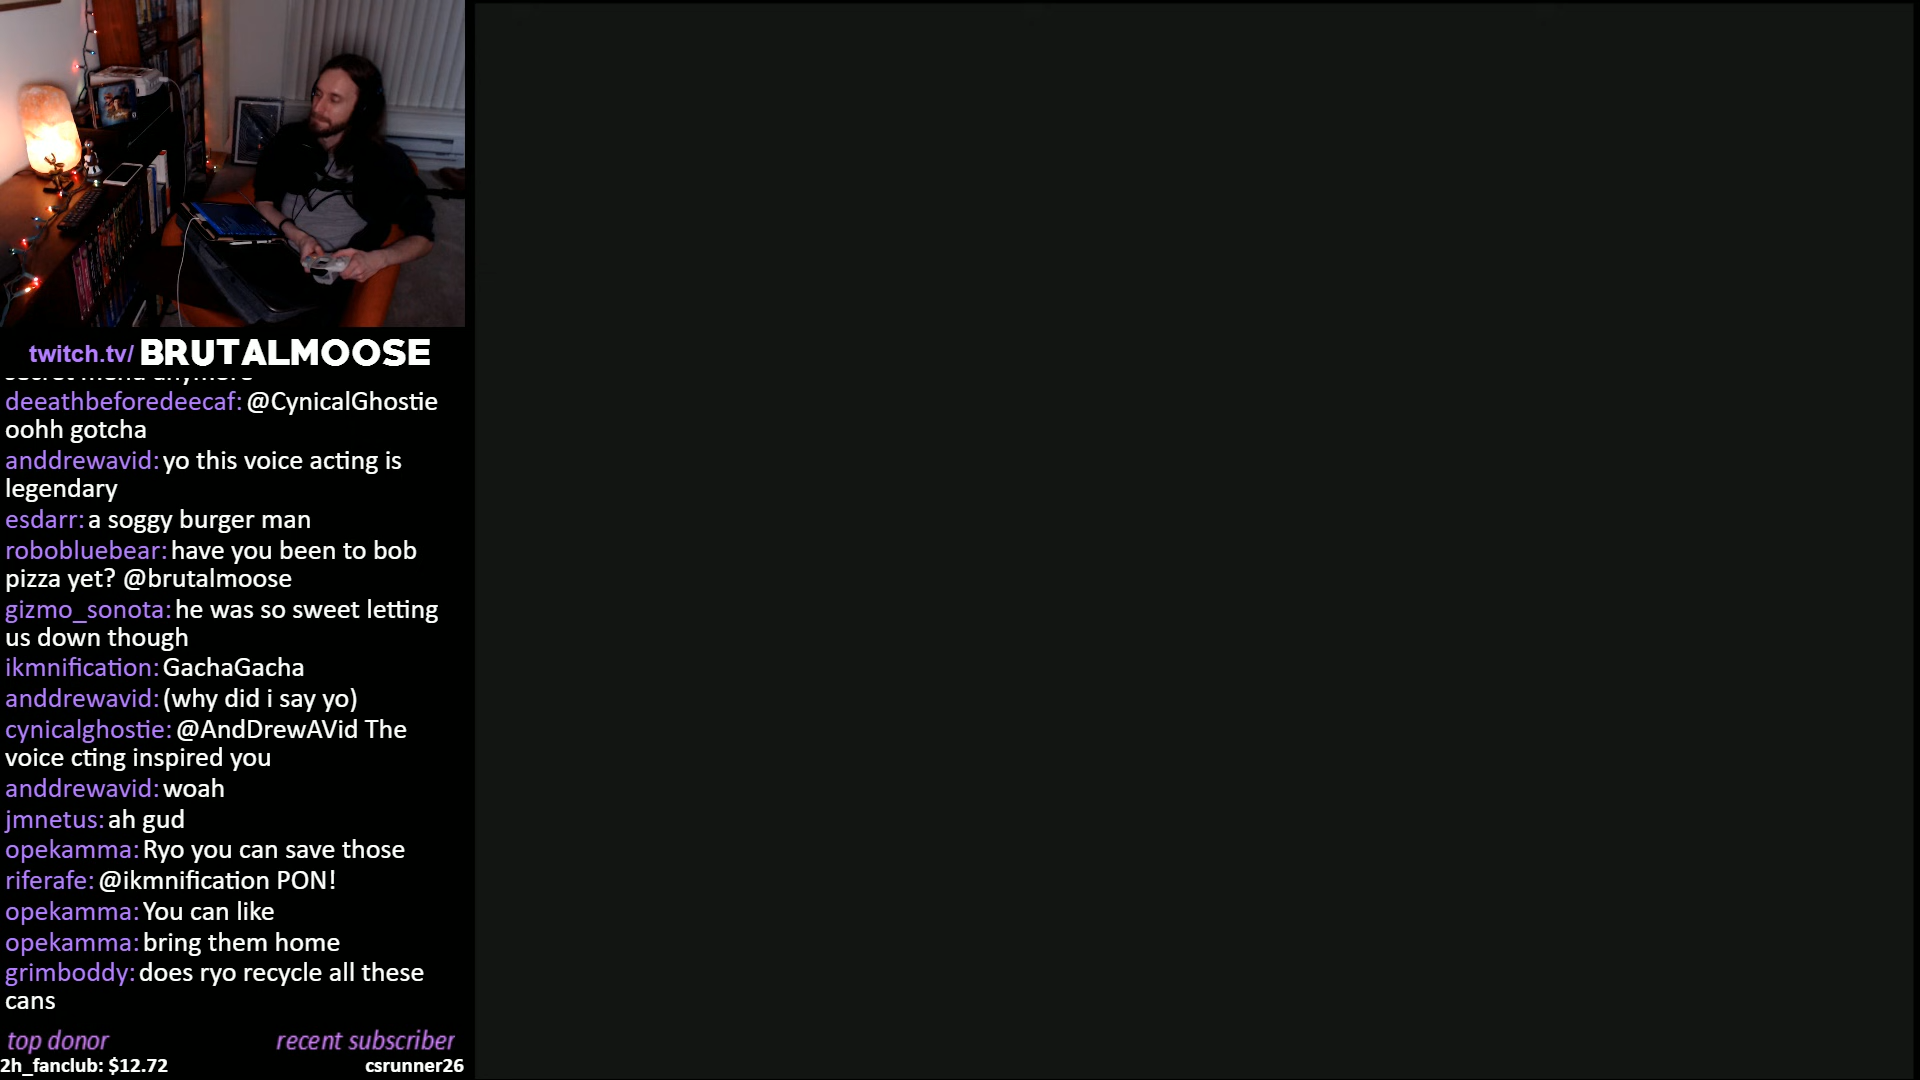 twitch.tv/ BRUTALMOOSE
secret menu anymore
deeathbeforedeecaf: @CynicalGhostie
oohh gotcha
anddrewavid: yo this voice acting is
legendary
esdarr: a soggy burger man
robobluebear: have you been to bob
pizza yet? @brutalmoose
gizmo_sonota: he was so sweet letting
us down though
ikmnification: GachaGacha
anddrewavid: (why did i say yo)
cynicalghostie: @AndDrewAVid The
voice cting inspired you
anddrewavid: woah
jmnetus: ah gud
opekamma: Ryo you can save those
riferafe: @ikmnification PON!
opekamma: You can like
opekamma: bring them home
grimboddy: does ryo recycle all these
cans
top donor recent subscriber
2h_fanclub: $12.72 csrunner26